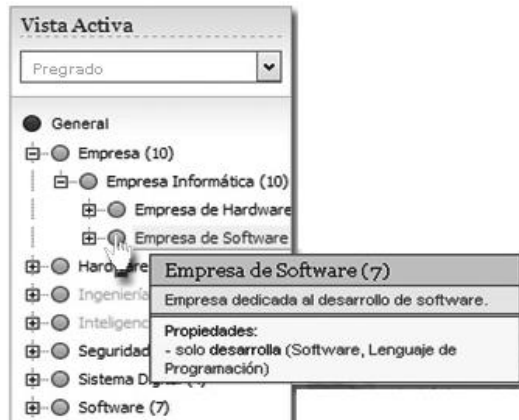 Vista Activa
Pregrado
General
Empresa (10)
Empresa Informática (10)
Empresa de Hardware
Empresa de Software
Hardware
Empresa de Software (7)
Ingeniería
Empresa dedicada al desarrollo de software.
Propiedades:
- solo desarrolla (Software, Lenguaje de
Programación)
Seguridad
Sistema
Software (7)